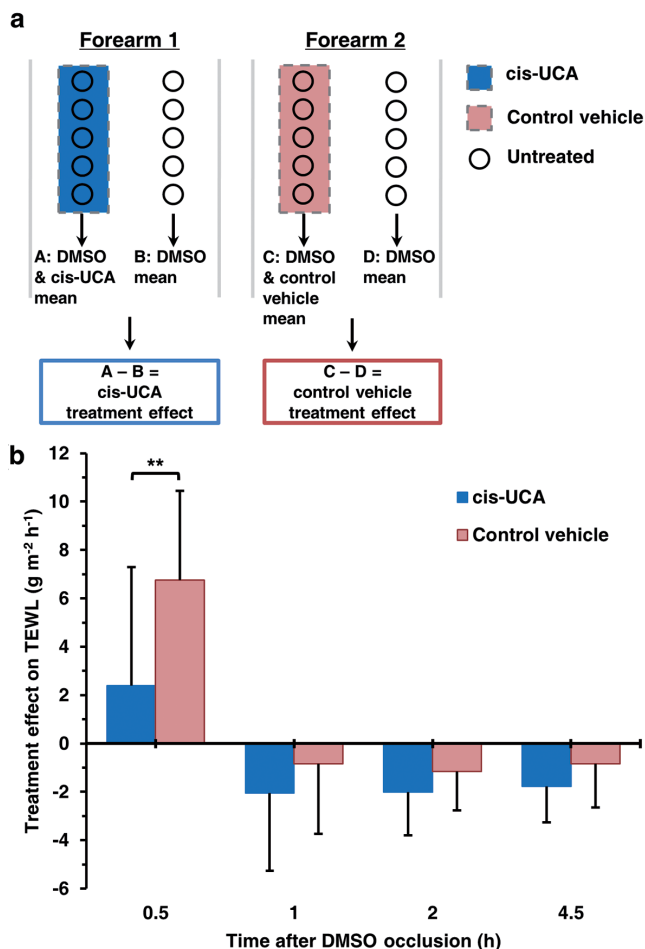 a
Forearm 1
Forearm 2
cis-UCA
Control vehicle
Untreated
A: DMSO
& cis-UCA
mean
B: DMSO
mean
C: DMSO
& control
vehicle
mean
D: DMSO
mean
A – B =
cis-UCA
treatment effect
C – D =
control vehicle
treatment effect
b
Treatment effect on TEWL (g m⁻² h⁻¹)
12
10
8
6
4
2
0
-2
-4
-6
**
cis-UCA
Control vehicle
0.5
1
2
4.5
Time after DMSO occlusion (h)